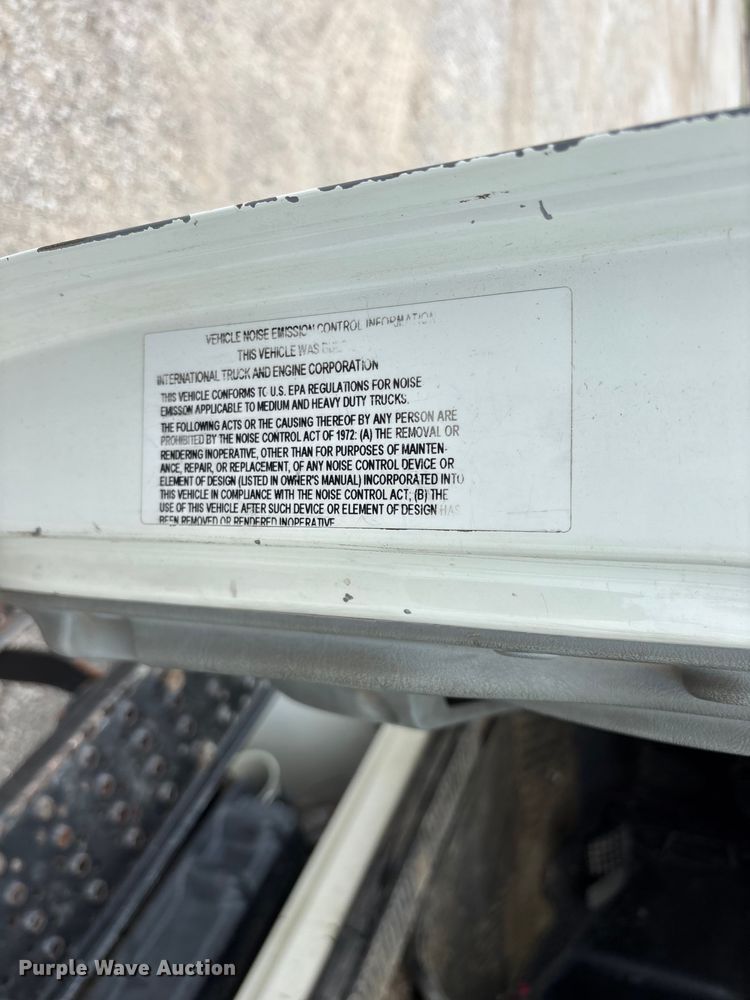 VEHICLE NOISE EMISSION CONTROL INFORMATION
THIS VEHICLE WAS
INTERNATIONAL TRUCK AND ENGINE CORPORATION
THIS VEHICLE CONFORMS TO U.S. EPA REGULATIONS FOR NOISE
EMISSON APPLICABLE TO MEDIUM AND HEAVY DUTY TRUCKS.
THE FOLLOWING ACTS OR THE CAUSING THEREOF BY ANY PERSON ARE
PROHIBITED BY THE NOISE CONTROL ACT OF 1972: (A) THE REMOVAL OR
RENDERING INOPERATIVE, OTHER THAN FOR PURPOSES OF MAINTEN-
ANCE, REPAIR, OR REPLACEMENT, OF ANY NOISE CONTROL DEVICE OR
ELEMENT OF DESIGN (LISTED IN OWNER'S MANUAL) INCORPORATED INTO
THIS VEHICLE IN COMPLIANCE WITH THE NOISE CONTROL ACT; (B) THE
USE OF THIS VEHICLE AFTER SUCH DEVICE OR ELEMENT OF DESIGN HAS
BEEN REMOVED OR RENDERED INOPERATIVE
Purple Wave Auction